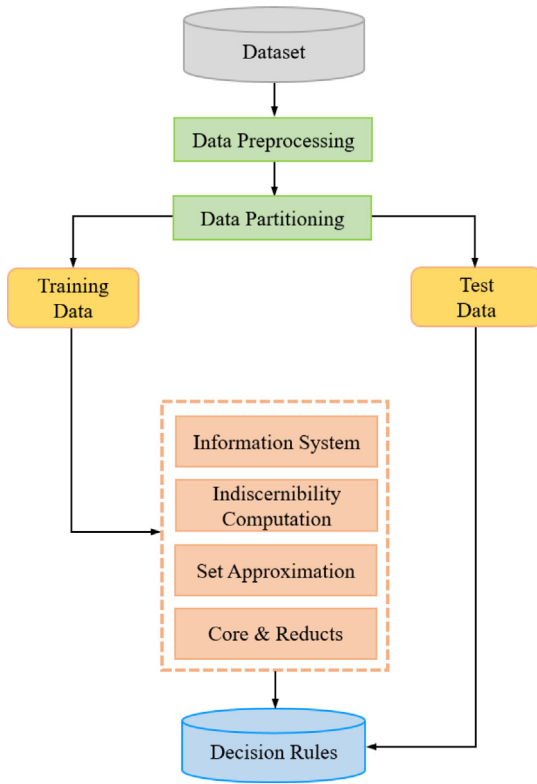 Dataset
Data Preprocessing
Data Partitioning
Training
Data
Test
Data
Information System
Indiscernibility
Computation
Set Approximation
Core & Reducts
Decision Rules